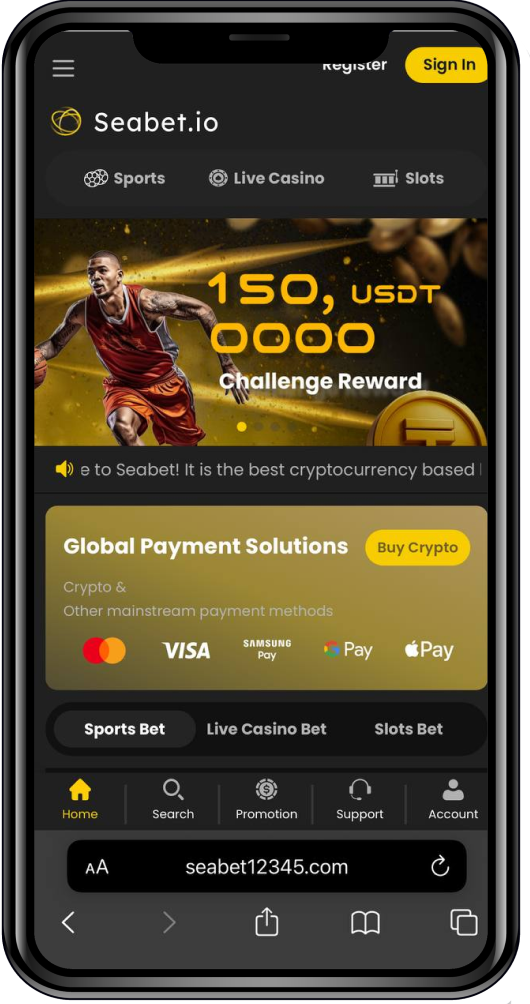 Register
Sign In
Seabet.io
Sports
Live Casino
Slots
150, USDT
0000
Challenge Reward
e to Seabet! It is the best cryptocurrency based
Global Payment Solutions
Buy Crypto
Crypto &
Other mainstream payment methods
VISA
SAMSUNG
Pay
G Pay
Pay
Sports Bet
Live Casino Bet
Slots Bet
Home
Search
Promotion
Support
Account
AA
seabet12345.com